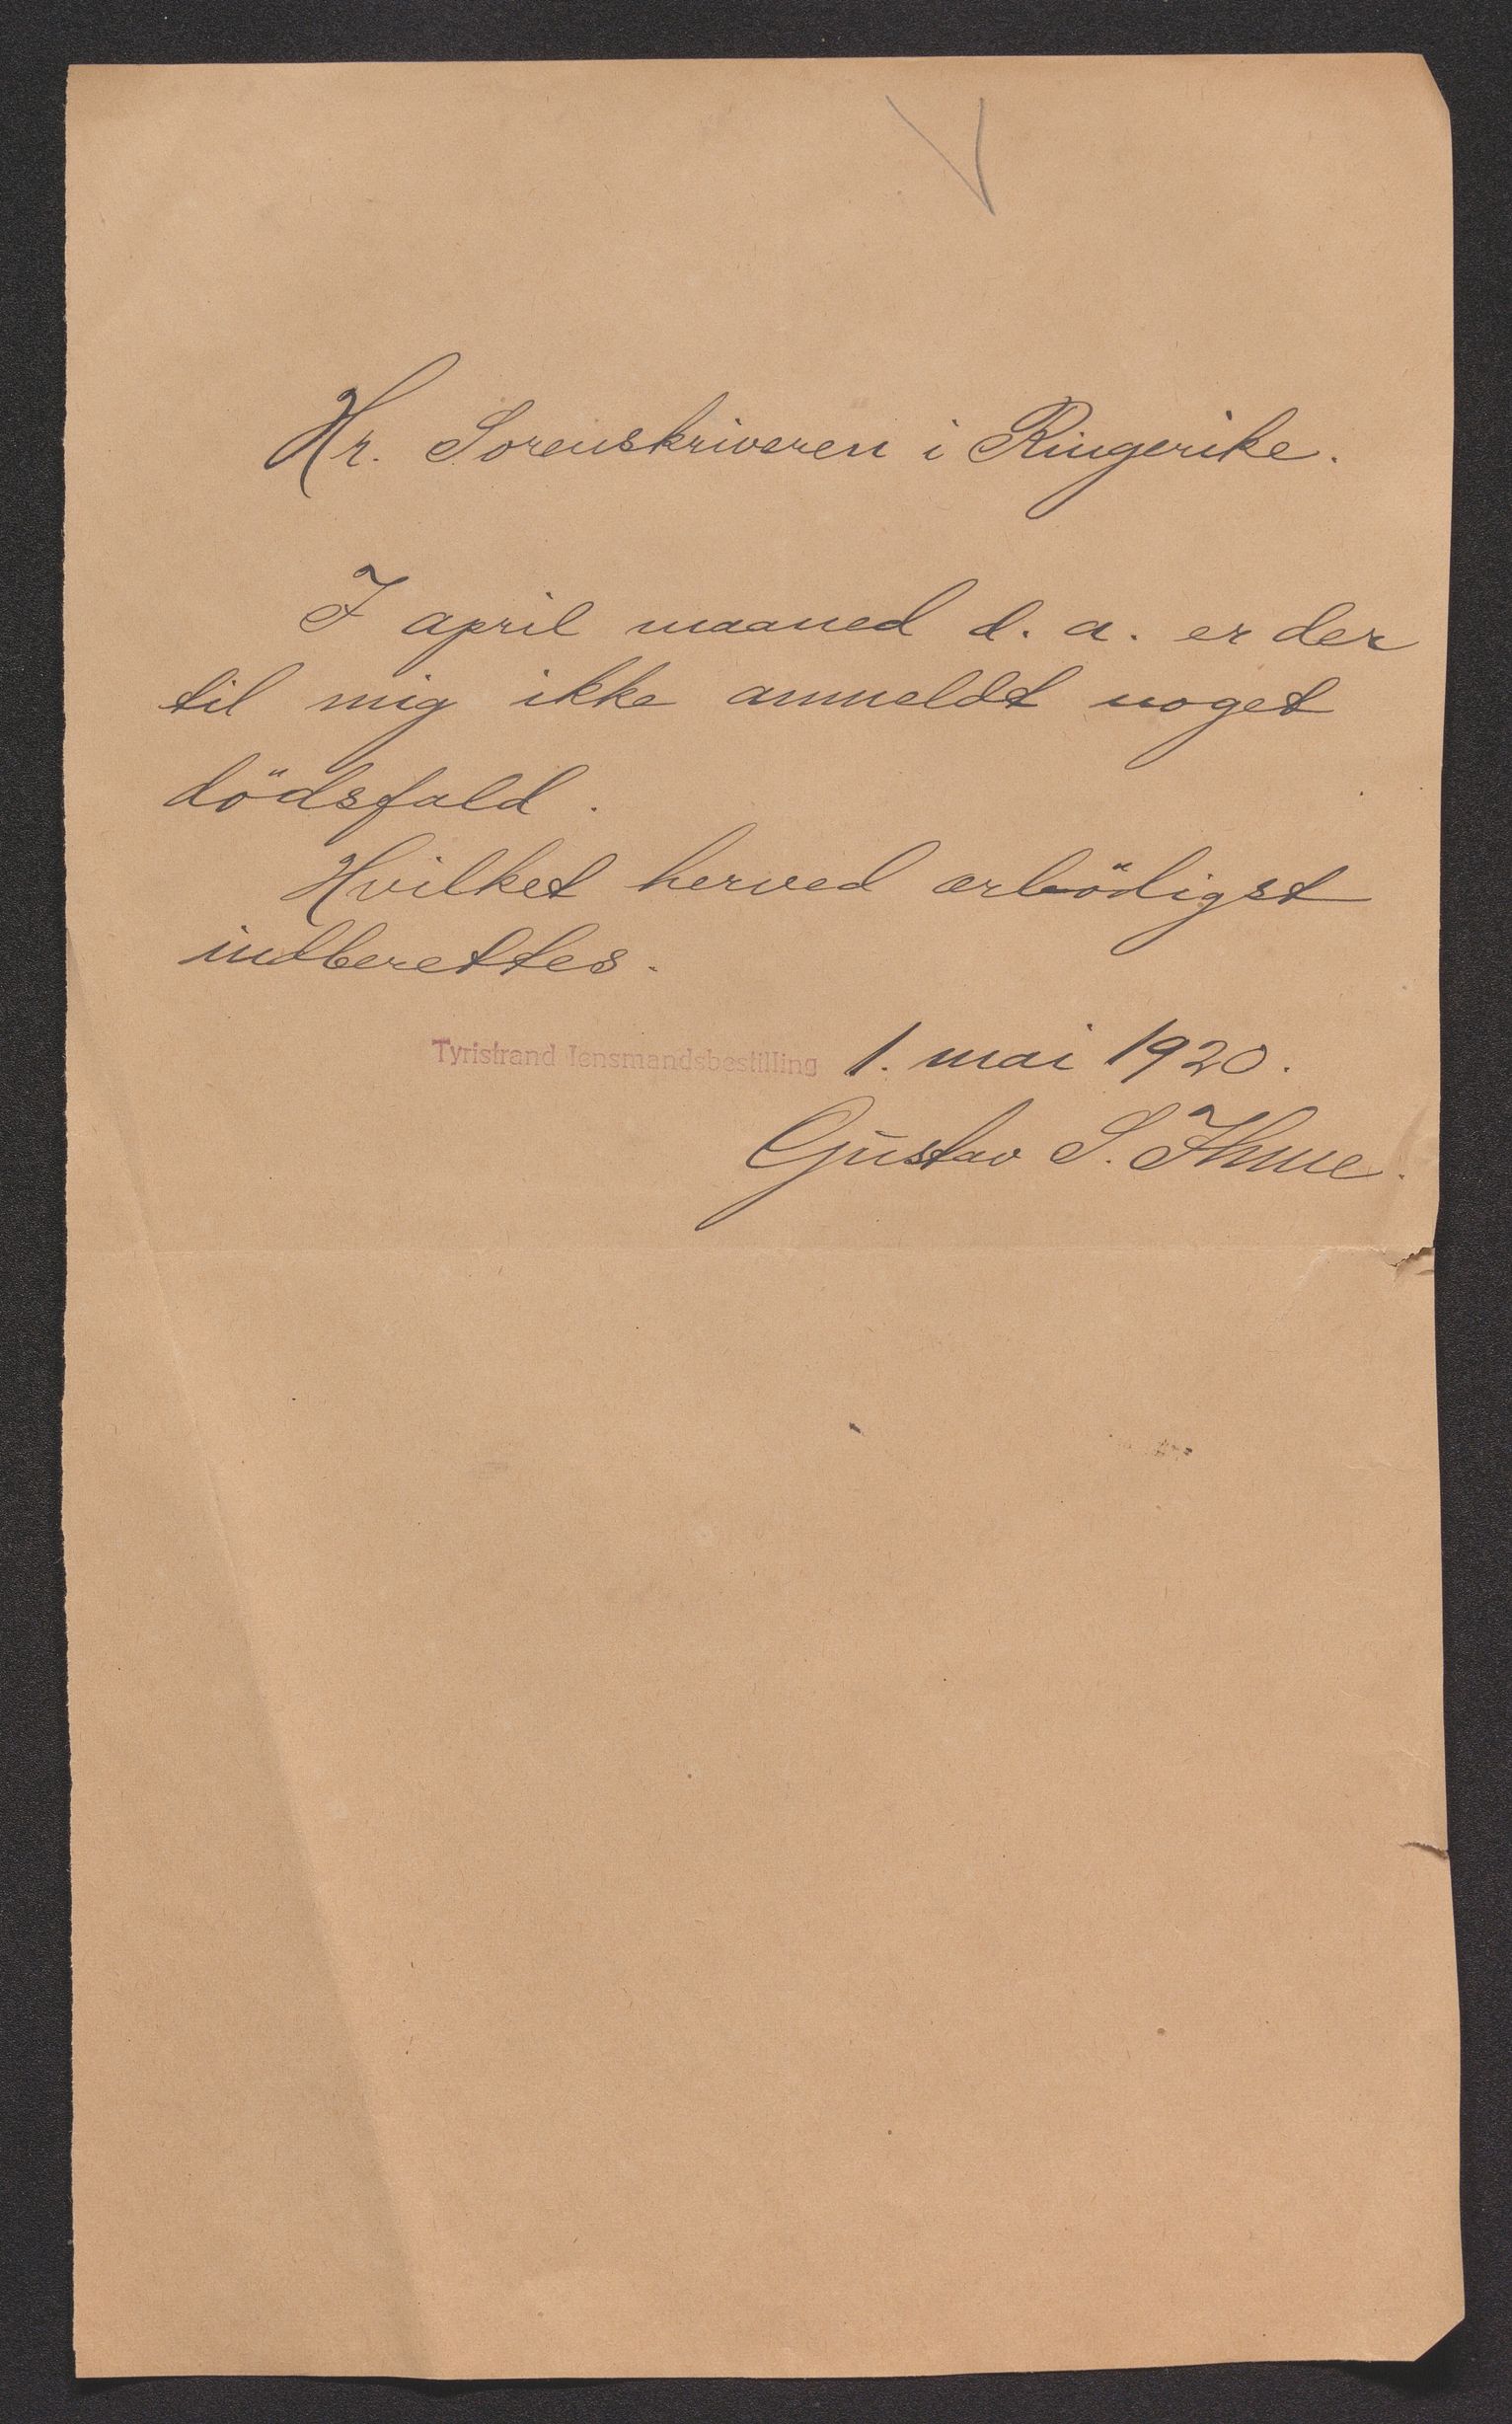 Hr. Sorenskriveren i Ringerike.
I april maaned d. a. er der
til mig ikke anmeldt noget
dödsfald.
Hvilket herved ærbödigst
indberettes.
Tyristrand lensmandsbestilling 1. mai 1920.
Gustav S. Ihme.